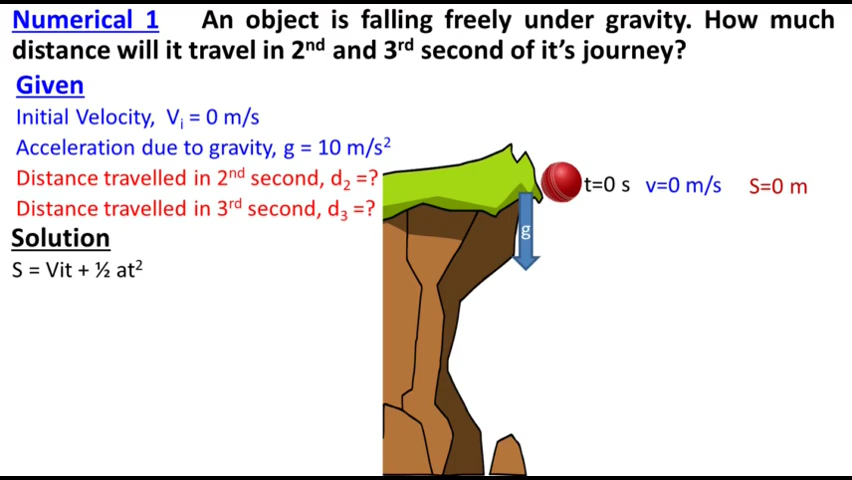 Numerical 1 An object is falling freely under gravity. How much
distance will it travel in 2nd and 3rd second of it's journey?
Given
Initial Velocity, Vi = 0 m/s
Acceleration due to gravity, g = 10 m/s²
Distance travelled in 2nd second, d₂ =?
t=0 s v=0 m/s S=0 m
Distance travelled in 3rd second, d₃ =?
g
Solution
S = Vit + ½ at²